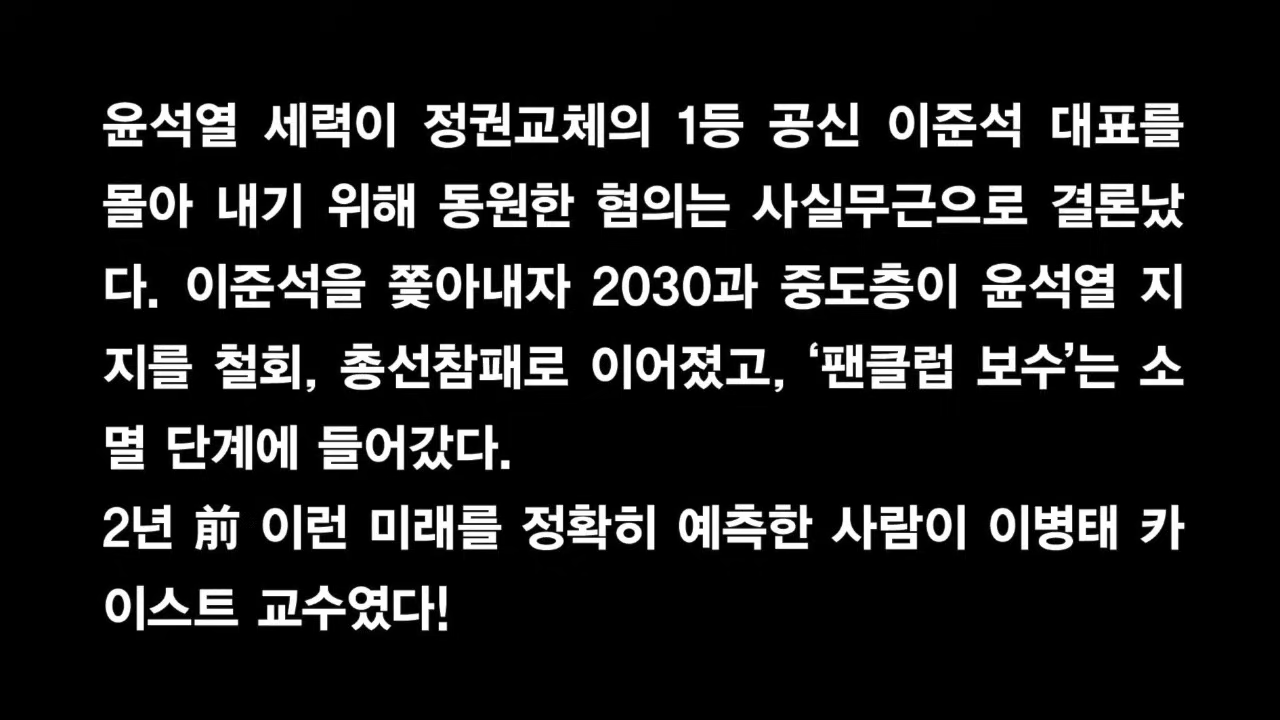 윤석열 세력이 정권교체의 1등 공신 이준석 대표를
몰아 내기 위해 동원한 혐의는 사실무근으로 결론났
다. 이준석을 쫓아내자 2030과 중도층이 윤석열 지
지를 철회, 총선참패로 이어졌고, ‘팬클럽 보수’는 소
멸 단계에 들어갔다.
2년 前 이런 미래를 정확히 예측한 사람이 이병태 카
이스트 교수였다!